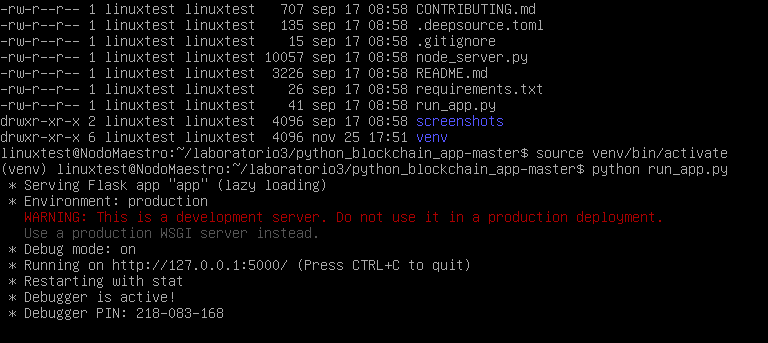 -rw-r--r-- 1 linuxtest linuxtest   707 sep 17 08:58 CONTRIBUTING.md
-rw-r--r-- 1 linuxtest linuxtest   135 sep 17 08:58 .deepsource.toml
-rw-r--r-- 1 linuxtest linuxtest    15 sep 17 08:58 .gitignore
-rw-r--r-- 1 linuxtest linuxtest 10057 sep 17 08:58 node_server.py
-rw-r--r-- 1 linuxtest linuxtest  3226 sep 17 08:58 README.md
-rw-r--r-- 1 linuxtest linuxtest    26 sep 17 08:58 requirements.txt
-rw-r--r-- 1 linuxtest linuxtest    41 sep 17 08:58 run_app.py
drwxr-xr-x 2 linuxtest linuxtest  4096 sep 17 08:58 screenshots
drwxr-xr-x 6 linuxtest linuxtest  4096 nov 25 17:51 venv
linuxtest@NodoMaestro:~/laboratorio3/python_blockchain_app-master$ source venv/bin/activate
(venv) linuxtest@NodoMaestro:~/laboratorio3/python_blockchain_app-master$ python run_app.py
 * Serving Flask app "app" (lazy loading)
 * Environment: production
   WARNING: This is a development server. Do not use it in a production deployment.
   Use a production WSGI server instead.
 * Debug mode: on
 * Running on http://127.0.0.1:5000/ (Press CTRL+C to quit)
 * Restarting with stat
 * Debugger is active!
 * Debugger PIN: 218-083-168